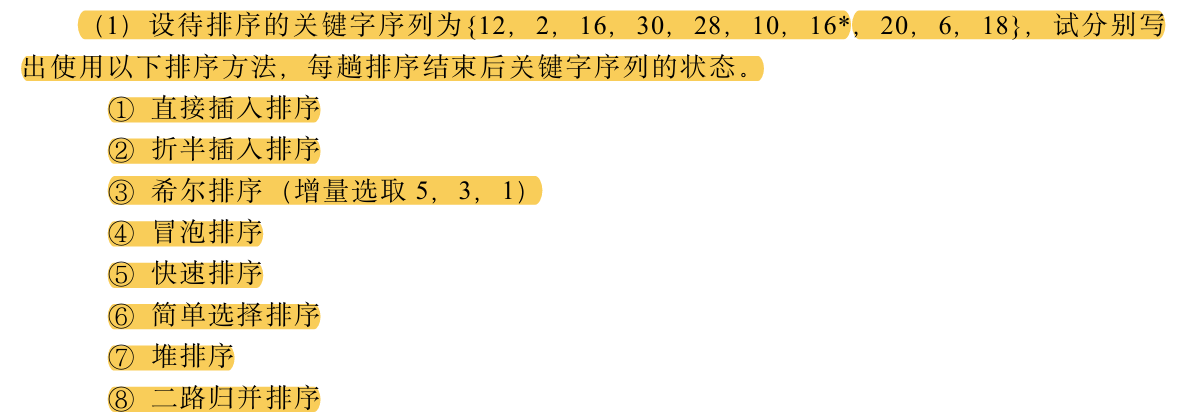 （1）设待排序的关键字序列为{12，2，16，30，28，10，16*，20，6，18}，试分别写
出使用以下排序方法，每趟排序结束后关键字序列的状态。
① 直接插入排序
② 折半插入排序
③ 希尔排序（增量选取 5，3，1）
④ 冒泡排序
⑤ 快速排序
⑥ 简单选择排序
⑦ 堆排序
⑧ 二路归并排序